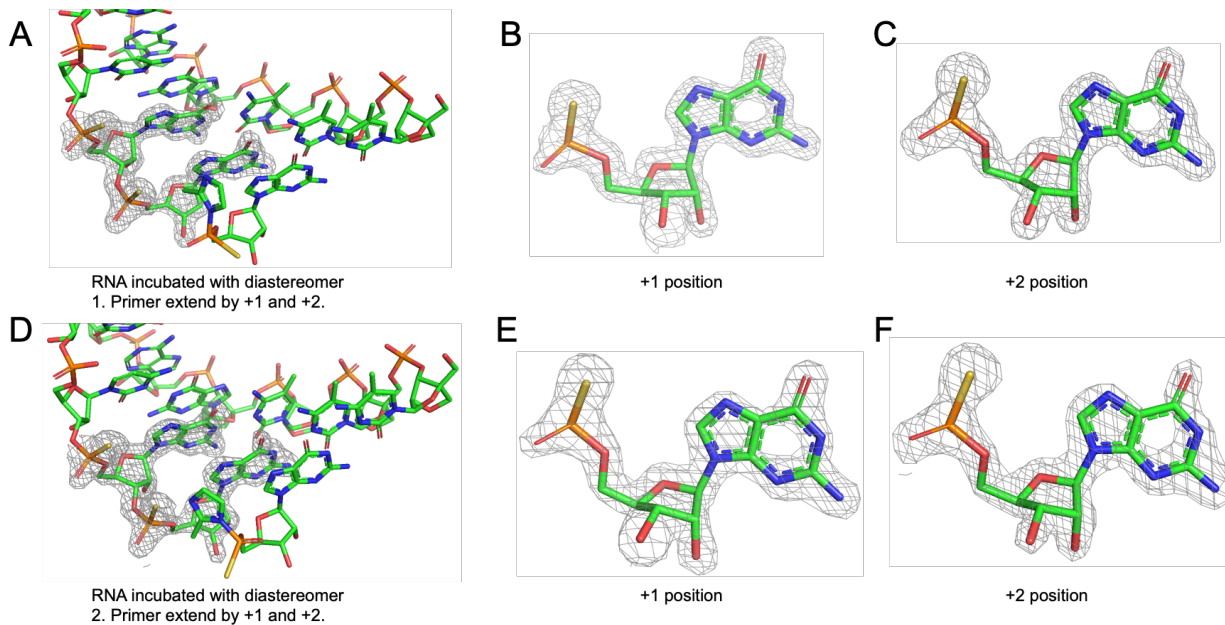 A
B
C
RNA incubated with diastereomer
1. Primer extend by +1 and +2.
+1 position
+2 position
D
E
F
RNA incubated with diastereomer
2. Primer extend by +1 and +2.
+1 position
+2 position